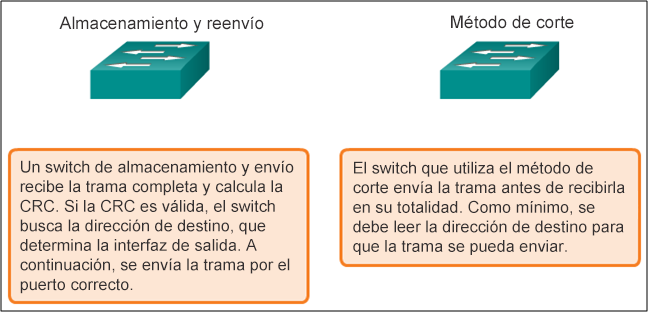 Almacenamiento y reenvío
Método de corte
Un switch de almacenamiento y envío
recibe la trama completa y calcula la
CRC. Si la CRC es válida, el switch
busca la dirección de destino, que
determina la interfaz de salida. A
continuación, se envía la trama por el
puerto correcto.
El switch que utiliza el método de
corte envía la trama antes de recibirla
en su totalidad. Como mínimo, se
debe leer la dirección de destino para
que la trama se pueda enviar.